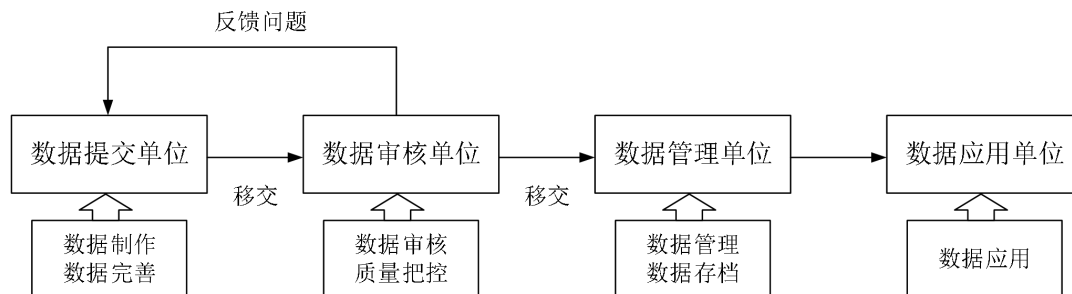 反馈问题
数据提交单位
数据审核单位
数据管理单位
数据应用单位
移交
移交
数据制作
数据完善
数据审核
质量把控
数据管理
数据存档
数据应用